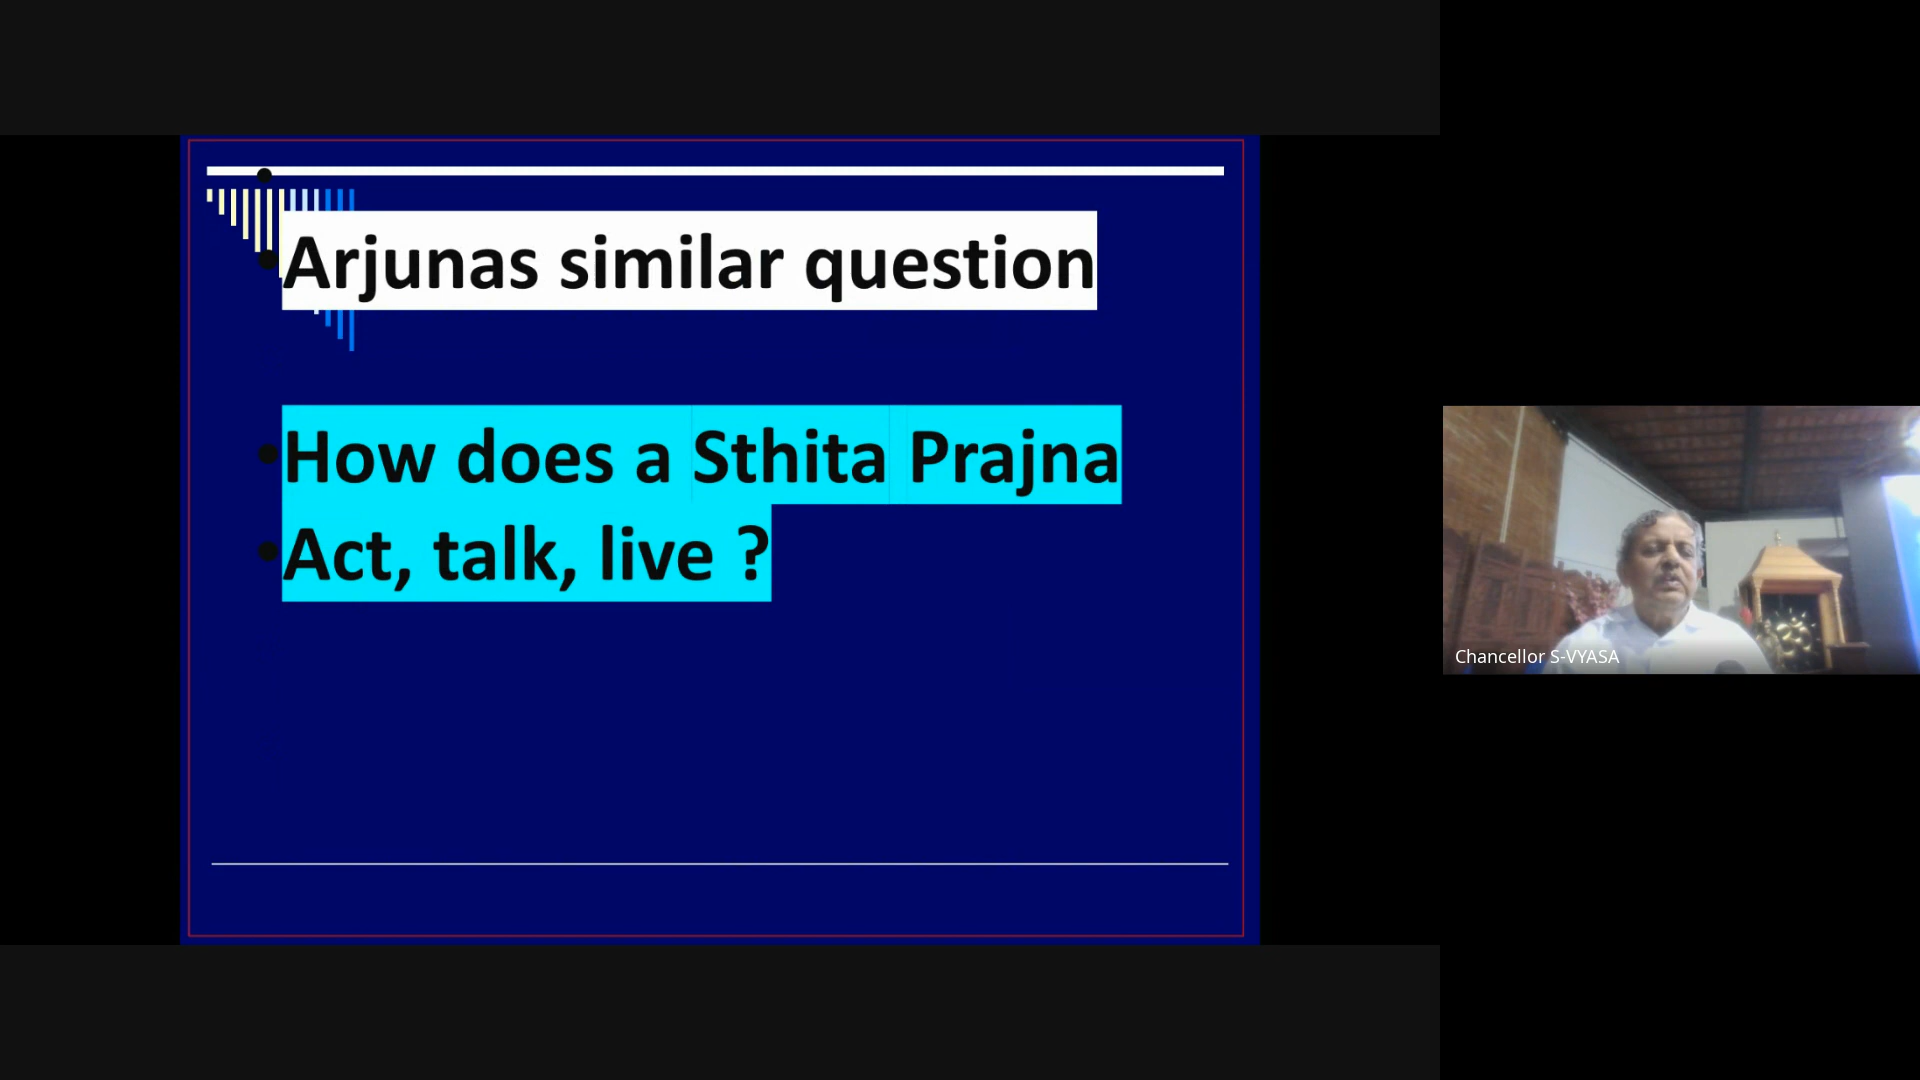 Arjunas similar question
How does a Sthita Prajna
Act, talk, live ?
Chancellor S-VYASA